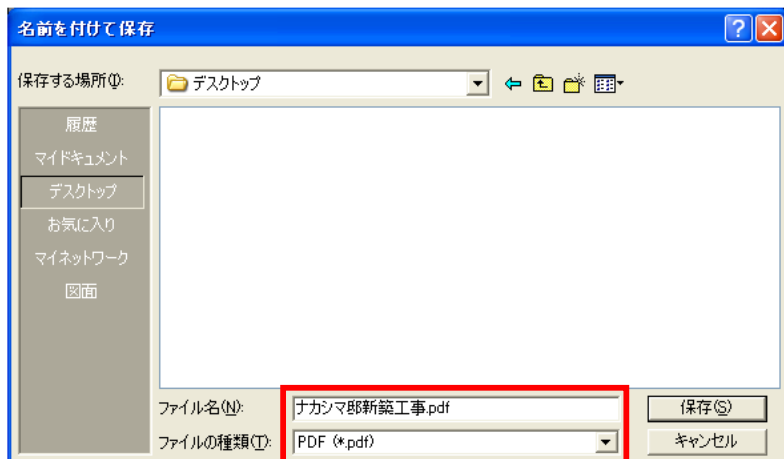 名前を付けて保存
保存する場所(I):
デスクトップ
履歴
マイドキュメント
デスクトップ
お気に入り
マイネットワーク
図面
ファイル名(N):
ナカシマ邸新築工事.pdf
保存(S)
ファイルの種類(T):
PDF (*.pdf)
キャンセル